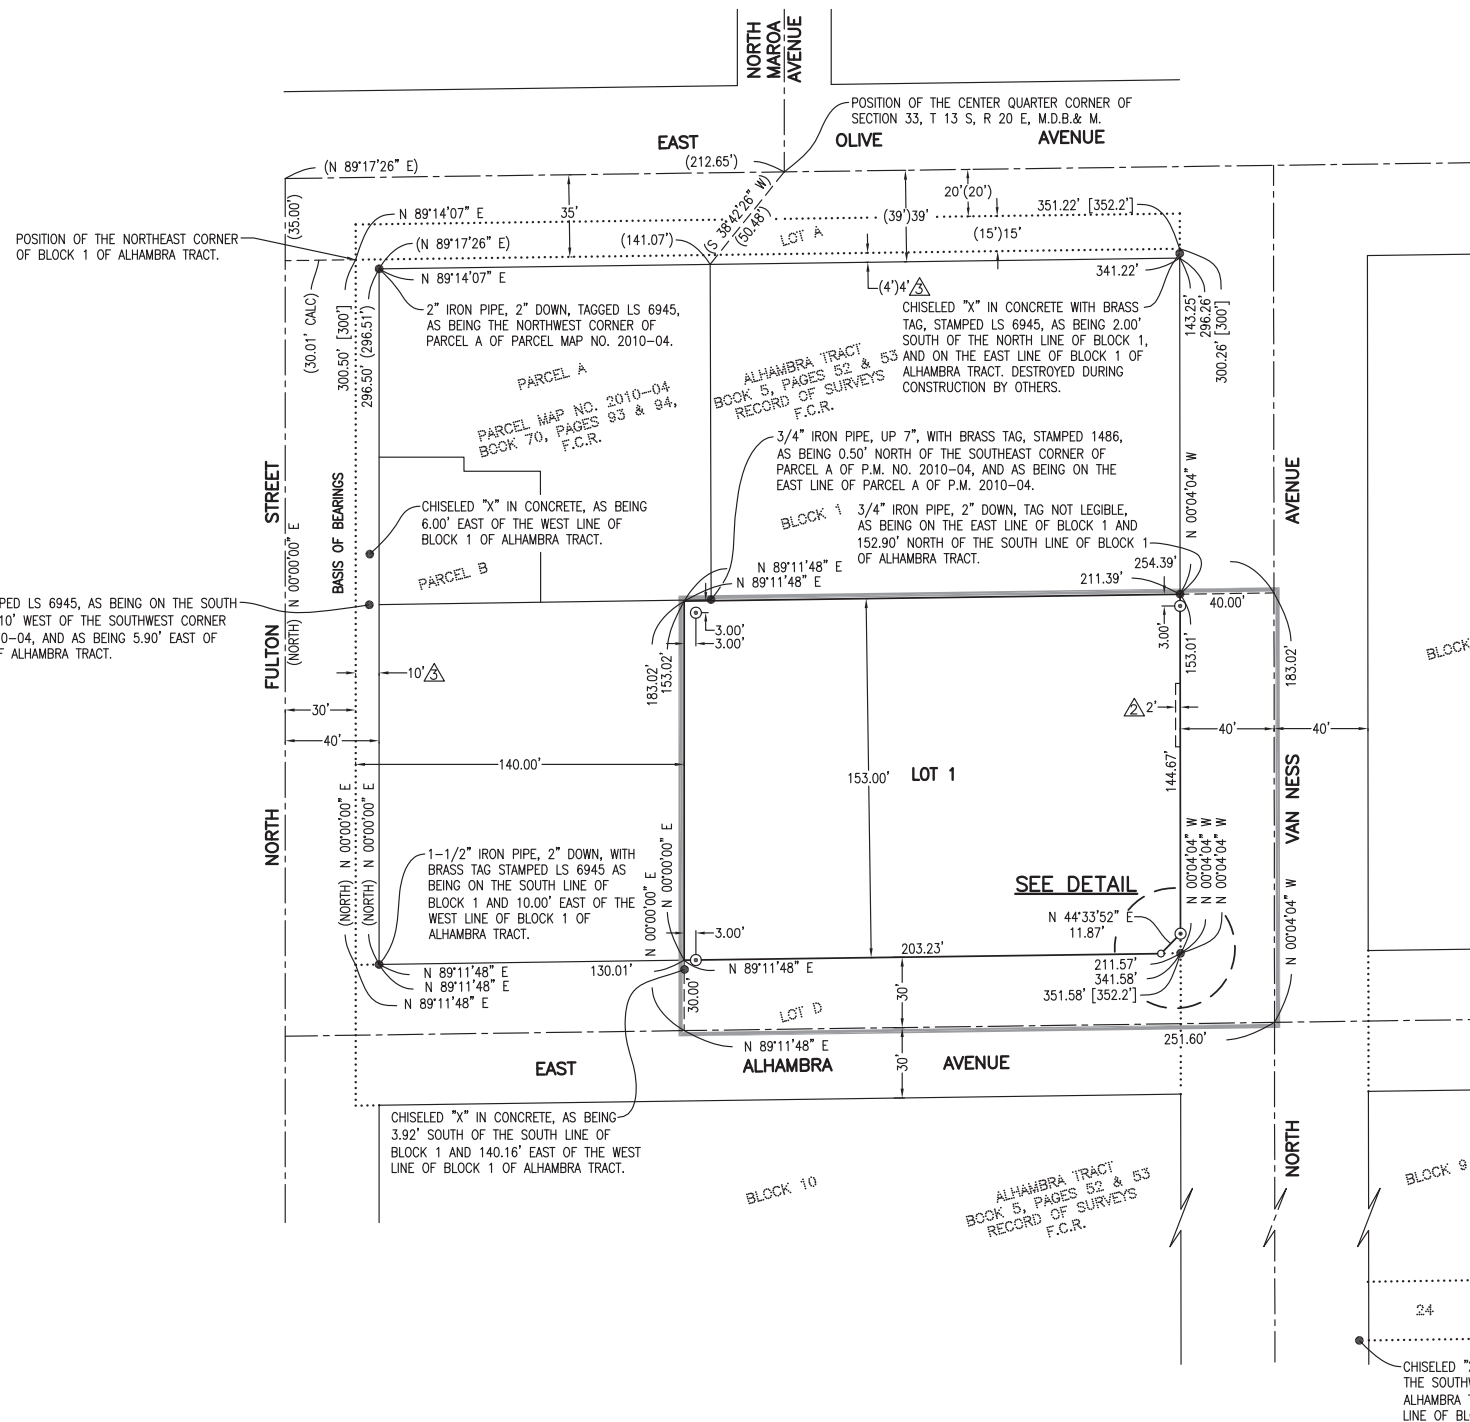 NORTH
MAROA
AVENUE
POSITION OF THE CENTER QUARTER CORNER OF
SECTION 33, T 13 S, R 20 E, M.D.B.& M.
EAST OLIVE AVENUE
(N 89°17'26" E)
(212.65')
(S 38°42'26" W)
(50.48')
20'(20')
(35.00')
35'
N 89°14'07" E
(39')39'
351.22' [352.2']
POSITION OF THE NORTHEAST CORNER
OF BLOCK 1 OF ALHAMBRA TRACT.
(N 89°17'26" E)
(141.07')
LOT A
(15')15'
N 89°14'07" E
341.22'
(4')4' 3
(30.01' CALC)
300.50' [300']
296.50' (296.51')
2" IRON PIPE, 2" DOWN, TAGGED LS 6945,
AS BEING THE NORTHWEST CORNER OF
PARCEL A OF PARCEL MAP NO. 2010-04.
CHISELED "X" IN CONCRETE WITH BRASS
TAG, STAMPED LS 6945, AS BEING 2.00'
SOUTH OF THE NORTH LINE OF BLOCK 1,
AND ON THE EAST LINE OF BLOCK 1 OF
ALHAMBRA TRACT. DESTROYED DURING
CONSTRUCTION BY OTHERS.
143.25'
296.26'
300.26' [300']
PARCEL A
PARCEL MAP NO. 2010-04
BOOK 70, PAGES 93 & 94,
F.C.R.
ALHAMBRA TRACT
BOOK 5, PAGES 52 & 53
RECORD OF SURVEYS
F.C.R.
3/4" IRON PIPE, UP 7", WITH BRASS TAG, STAMPED 1486,
AS BEING 0.50' NORTH OF THE SOUTHEAST CORNER OF
PARCEL A OF P.M. NO. 2010-04, AND AS BEING ON THE
EAST LINE OF PARCEL A OF P.M. 2010-04.
N 00°04'04" W
NORTH FULTON STREET
(NORTH) N 00°00'00" E
BASIS OF BEARINGS
CHISELED "X" IN CONCRETE, AS BEING
6.00' EAST OF THE WEST LINE OF
BLOCK 1 OF ALHAMBRA TRACT.
BLOCK 1
3/4" IRON PIPE, 2" DOWN, TAG NOT LEGIBLE,
AS BEING ON THE EAST LINE OF BLOCK 1 AND
152.90' NORTH OF THE SOUTH LINE OF BLOCK 1
OF ALHAMBRA TRACT.
PARCEL B
N 89°11'48" E
N 89°11'48" E
254.39'
211.39'
40.00'
PED LS 6945, AS BEING ON THE SOUTH
10' WEST OF THE SOUTHWEST CORNER
0-04, AND AS BEING 5.90' EAST OF
F ALHAMBRA TRACT.
3.00'
3.00'
3.00'
153.01'
183.02'
183.02'
153.02'
10' 3
30'
40'
140.00'
2 2'
40'
40'
153.00'
LOT 1
144.67'
BLOCK
NORTH VAN NESS AVENUE
(NORTH) N 00°00'00" E
(NORTH) N 00°00'00" E
N 00°00'00" E
N 00°00'00" E
1-1/2" IRON PIPE, 2" DOWN, WITH
BRASS TAG STAMPED LS 6945 AS
BEING ON THE SOUTH LINE OF
BLOCK 1 AND 10.00' EAST OF THE
WEST LINE OF BLOCK 1 OF
ALHAMBRA TRACT.
SEE DETAIL
N 44°33'52" E
11.87'
N 00°04'04" W
N 00°04'04" W
N 00°04'04" W
N 00°04'04" W
3.00'
203.23'
N 89°11'48" E
N 89°11'48" E
N 89°11'48" E
130.01'
N 89°11'48" E
211.57'
341.58'
351.58' [352.2']
30.00'
LOT D
30'
N 89°11'48" E
251.60'
EAST ALHAMBRA AVENUE
30'
CHISELED "X" IN CONCRETE, AS BEING
3.92' SOUTH OF THE SOUTH LINE OF
BLOCK 1 AND 140.16' EAST OF THE WEST
LINE OF BLOCK 1 OF ALHAMBRA TRACT.
BLOCK 10
ALHAMBRA TRACT
BOOK 5, PAGES 52 & 53
RECORD OF SURVEYS
F.C.R.
BLOCK 9
24
CHISELED
THE SOUTHW
ALHAMBRA
LINE OF BL